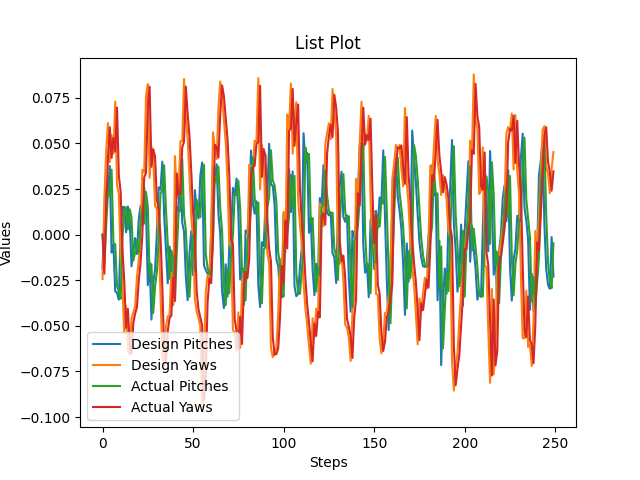 List Plot
0.075
0.050
0.025
0.000
−0.025
−0.050
−0.075
−0.100
Values
Design Pitches
Design Yaws
Actual Pitches
Actual Yaws
0
50
100
150
200
250
Steps